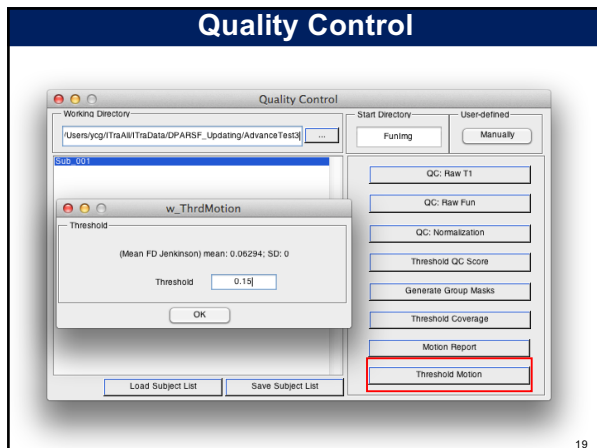 Quality Control
Quality Control
Working Directory
/Users/ycg/ITraAll/ITraData/DPARSF_Updating/AdvanceTest3
...
Start Directory
FunImg
User-defined
Manually
Sub_001
QC: Raw T1
QC: Raw Fun
QC: Normalization
Threshold QC Score
Generate Group Masks
Threshold Coverage
Motion Report
Threshold Motion
w_ThrdMotion
Threshold
(Mean FD Jenkinson) mean: 0.06294; SD: 0
Threshold 0.15
OK
Load Subject List
Save Subject List
19